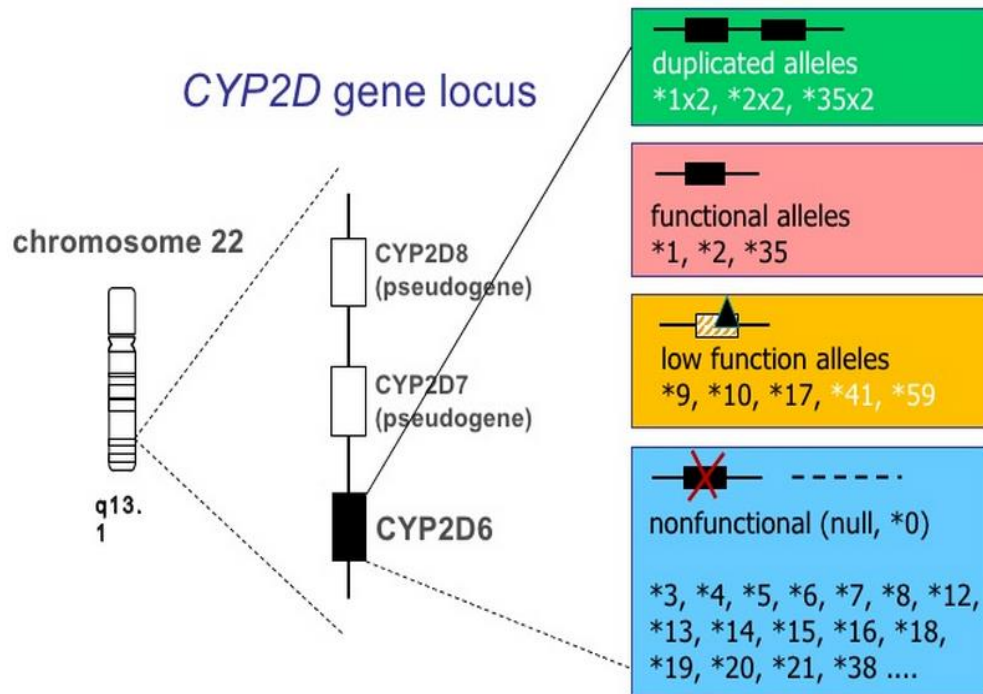 CYP2D gene locus
chromosome 22
q13.
1
CYP2D8
(pseudogene)
CYP2D7
(pseudogene)
CYP2D6
duplicated alleles
*1x2, *2x2, *35x2
functional alleles
*1, *2, *35
low function alleles
*9, *10, *17, *41, *59
nonfunctional (null, *0)
*3, *4, *5, *6, *7, *8, *12,
*13, *14, *15, *16, *18,
*19, *20, *21, *38 ....